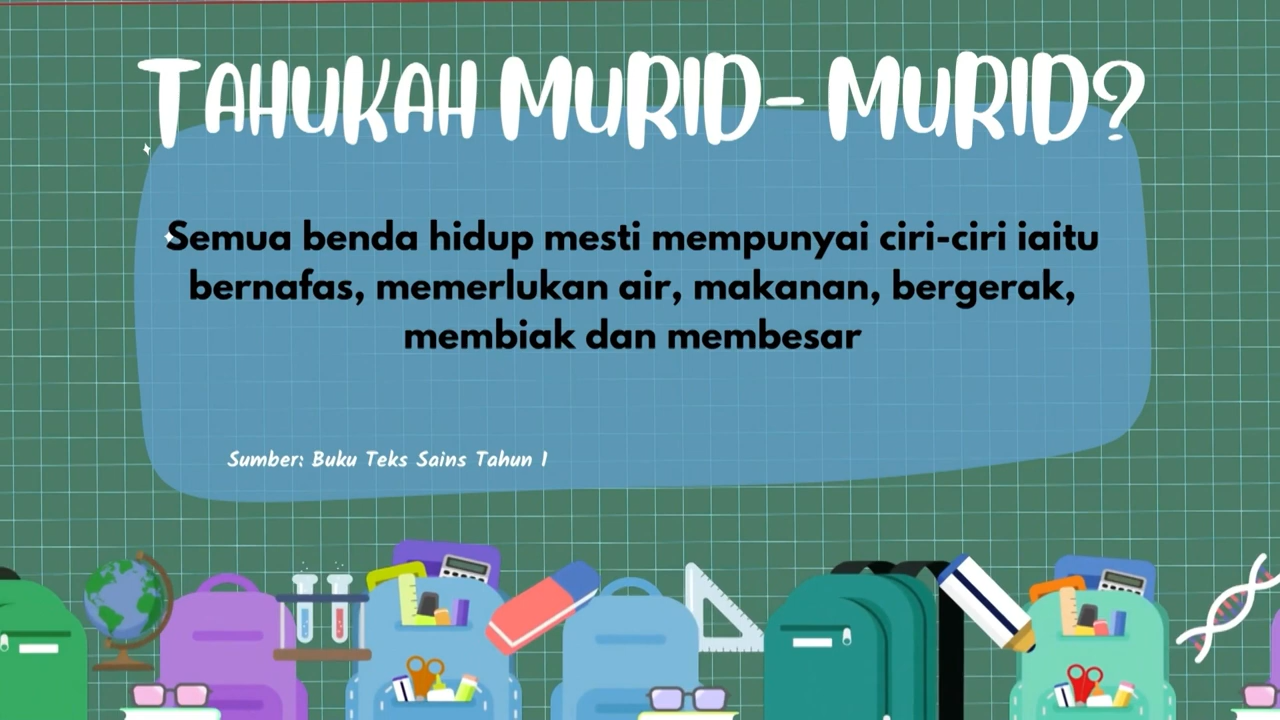 TAHUKAH MURID- MURID?
Semua benda hidup mesti mempunyai ciri-ciri iaitu
bernafas, memerlukan air, makanan, bergerak,
membiak dan membesar
Sumber: Buku Teks Sains Tahun 1